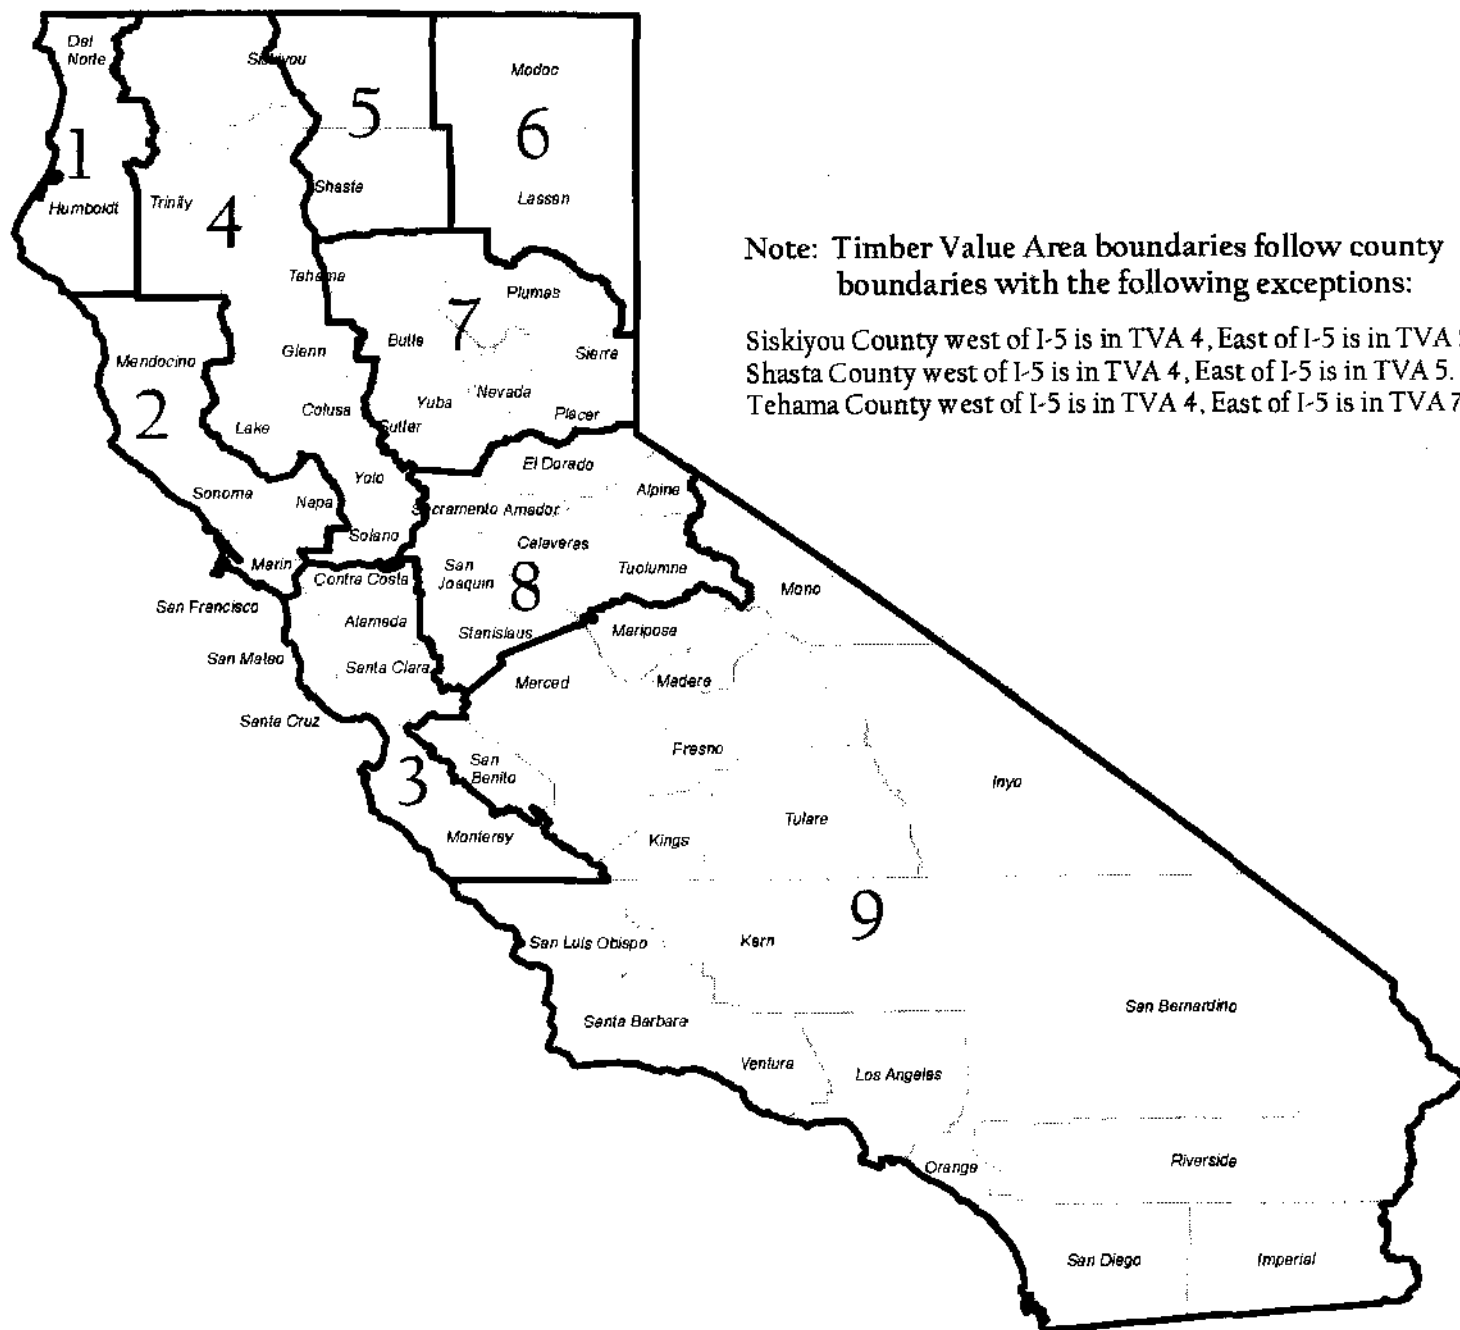 Del
Norte
Siskiyou
Modoc
5
6
1
Humboldt
Trinity
4
Shasta
Lassen
Note: Timber Value Area boundaries follow county
boundaries with the following exceptions:
Siskiyou County west of I-5 is in TVA 4, East of I-5 is in TVA
Shasta County west of I-5 is in TVA 4, East of I-5 is in TVA 5.
Tehama County west of I-5 is in TVA 4, East of I-5 is in TVA 7
Tehama
Plumas
7
Butte
Glenn
Sierra
Mendocino
2
Colusa
Yuba
Nevada
Placer
Lake
Sutter
El Dorado
Yolo
Sonoma
Napa
Alpine
Sacramento Amador
Solano
Calaveras
Marin
San
Joaquin
8
Tuolumne
Contra Costa
Mono
San Francisco
Alameda
Stanislaus
Mariposa
San Mateo
Santa Clara
Merced
Madera
Santa Cruz
Fresno
San
Benito
3
Inyo
Monterey
Kings
Tulare
9
San Luis Obispo
Kern
San Bernardino
Santa Barbara
Ventura
Los Angeles
Orange
Riverside
San Diego
Imperial